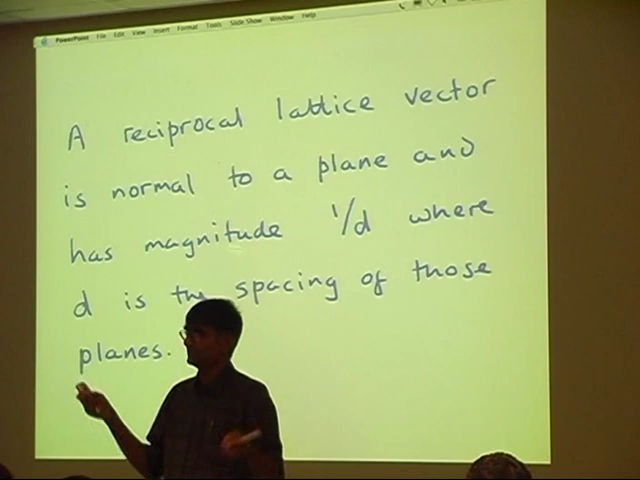 PowerPoint File Edit View Insert Format Tools Slide Show Window Help
A reciprocal lattice vector
is normal to a plane and
has magnitude 1/d where
d is the spacing of those
planes.